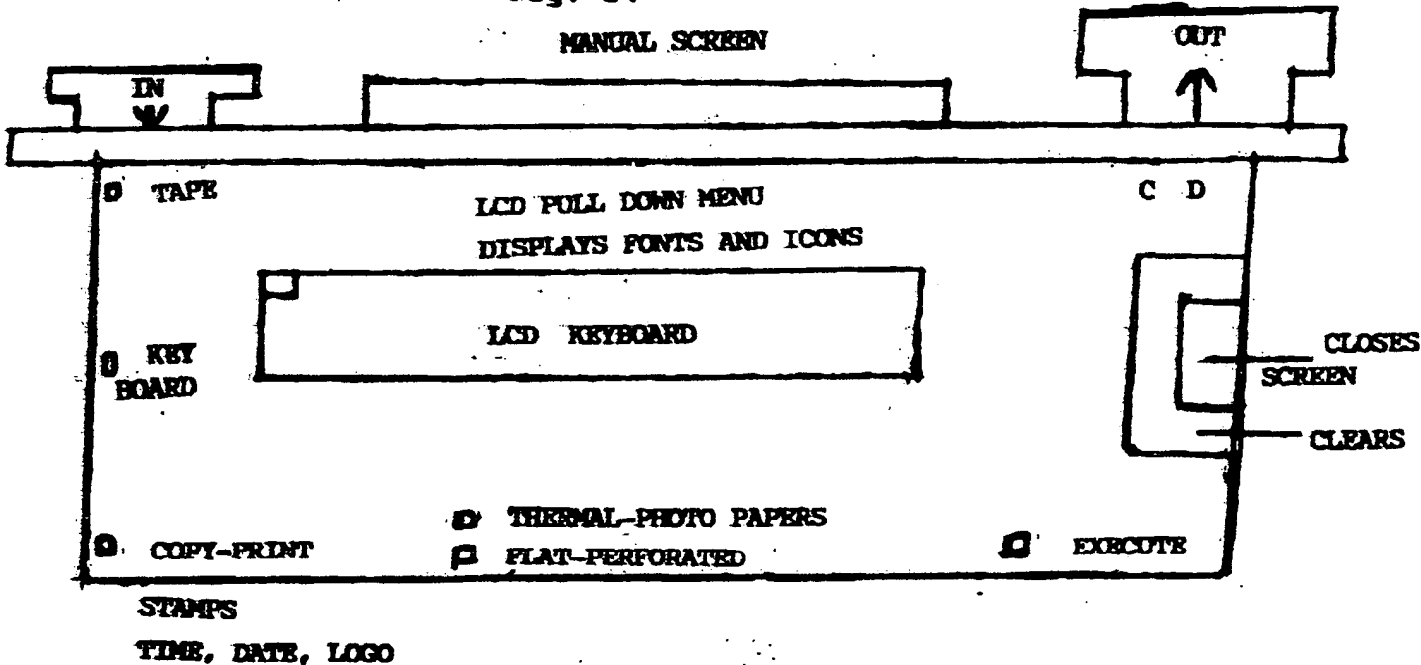 MANUAL SCREEN
IN
OUT
TAPE
C D
LCD PULL DOWN MENU
DISPLAYS FONTS AND ICONS
LCD KEYBOARD
KEY
BOARD
CLOSES
SCREEN
CLEARS
THERMAL-PHOTO PAPERS
COPY-PRINT
FLAT-PERFORATED
EXECUTE
STAMPS
TIME, DATE, LOGO